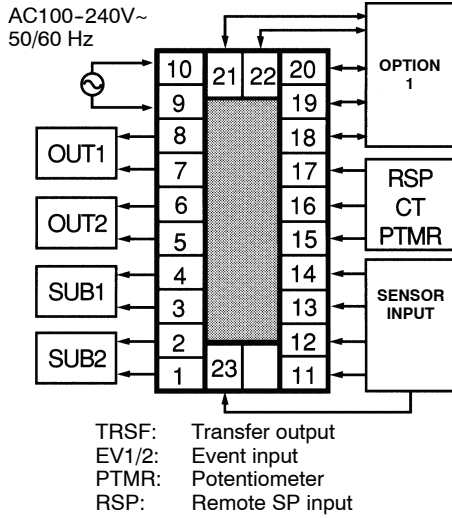 AC100-240V~
50/60 Hz
10 21 22 20
OPTION
1
9 19
8 18
OUT1
7 17
RSP
CT
PTMR
6 16
OUT2
5 15
4 14
SUB1
3 13
SENSOR
INPUT
2 12
SUB2
1 23 11
TRSF: Transfer output
EV1/2: Event input
PTMR: Potentiometer
RSP: Remote SP input